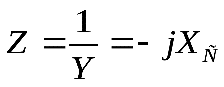 Z = 1/Y = - jX_Ñ